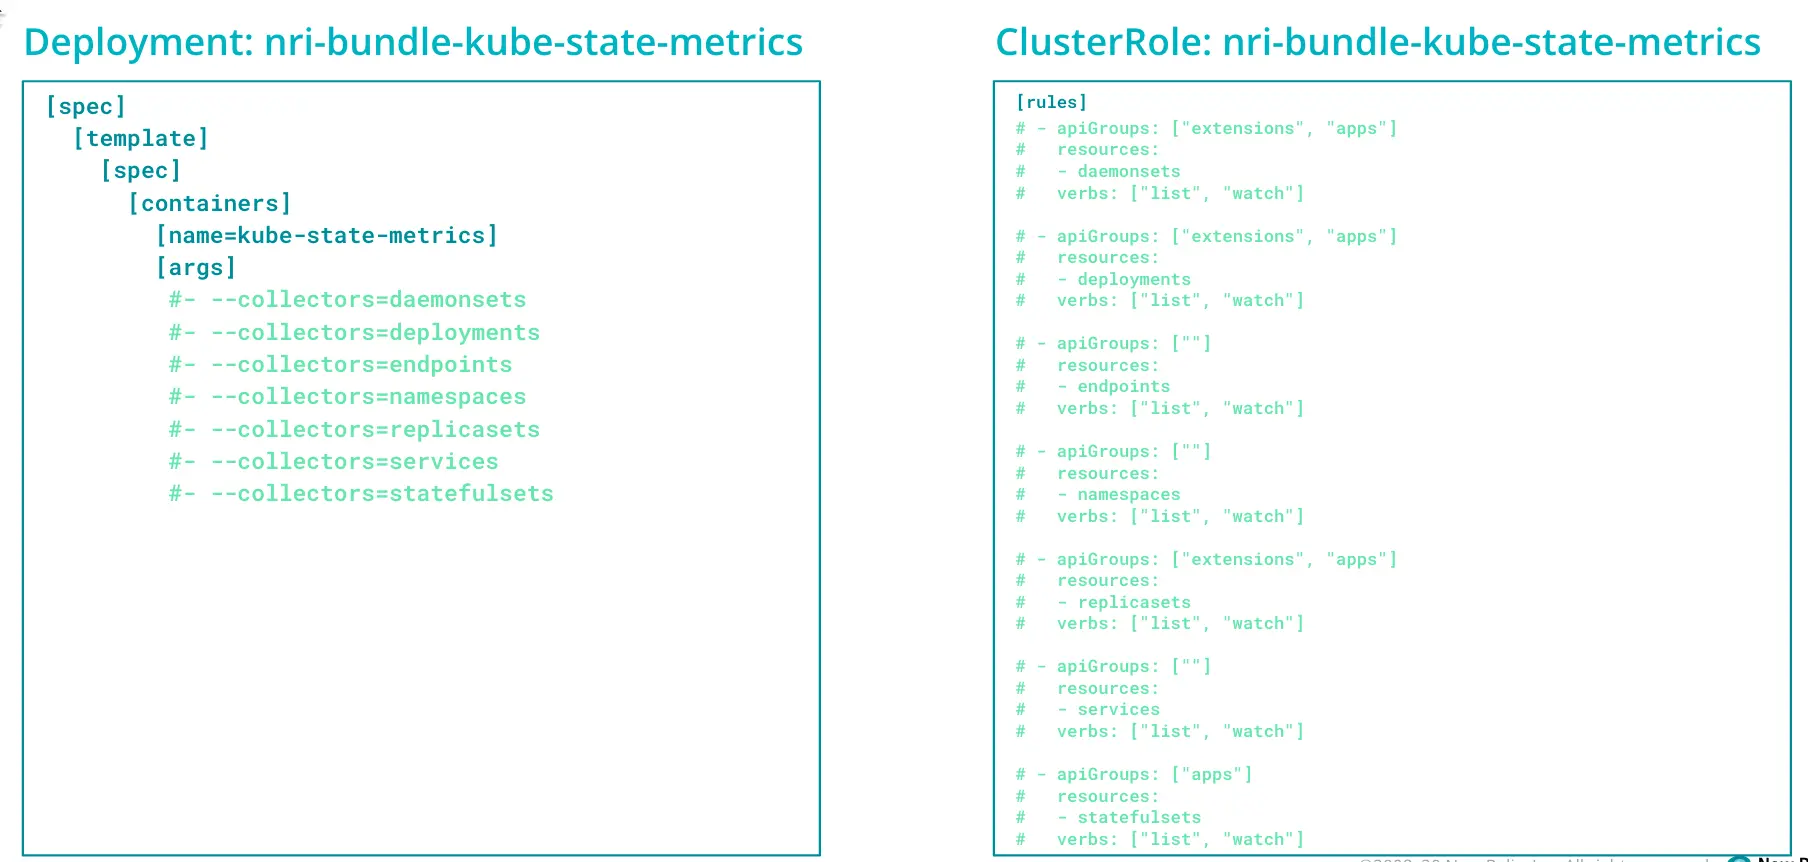 Deployment: nri-bundle-kube-state-metrics
[spec]
[template]
[spec]
[containers]
[name=kube-state-metrics]
[args]
#- --collectors=daemonsets
#- --collectors=deployments
#- --collectors=endpoints
#- --collectors=namespaces
#- --collectors=replicasets
#- --collectors=services
#- --collectors=statefulsets
ClusterRole: nri-bundle-kube-state-metrics
[rules]
# - apiGroups: ["extensions", "apps"]
#   resources:
#   - daemonsets
#   verbs: ["list", "watch"]
# - apiGroups: ["extensions", "apps"]
#   resources:
#   - deployments
#   verbs: ["list", "watch"]
# - apiGroups: [""]
#   resources:
#   - endpoints
#   verbs: ["list", "watch"]
# - apiGroups: [""]
#   resources:
#   - namespaces
#   verbs: ["list", "watch"]
# - apiGroups: ["extensions", "apps"]
#   resources:
#   - replicasets
#   verbs: ["list", "watch"]
# - apiGroups: [""]
#   resources:
#   - services
#   verbs: ["list", "watch"]
# - apiGroups: ["apps"]
#   resources:
#   - statefulsets
#   verbs: ["list", "watch"]